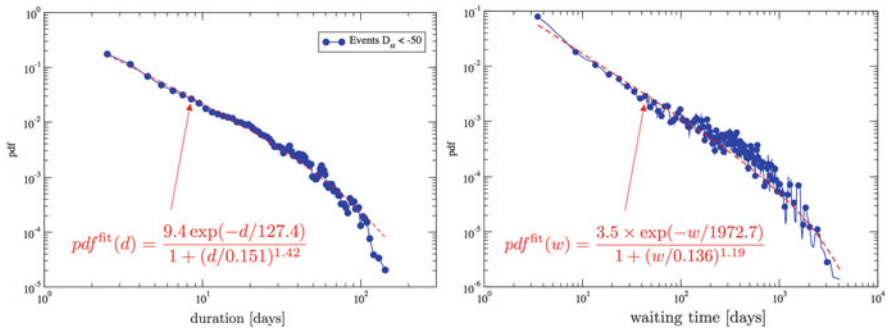 10^0
10^-1
10^-2
10^-3
10^-4
10^-5
pdf
Events D_st < -50
pdf^fit(d) = 9.4 exp(−d/127.4) / 1 + (d/0.151)^1.42
10^0
10^1
10^2
duration [days]
10^-1
10^-2
10^-3
10^-4
10^-5
10^-6
pdf
pdf^fit(w) = 3.5 × exp(−w/1972.7) / 1 + (w/0.136)^1.19
10^0
10^1
10^2
10^3
10^4
waiting time [days]